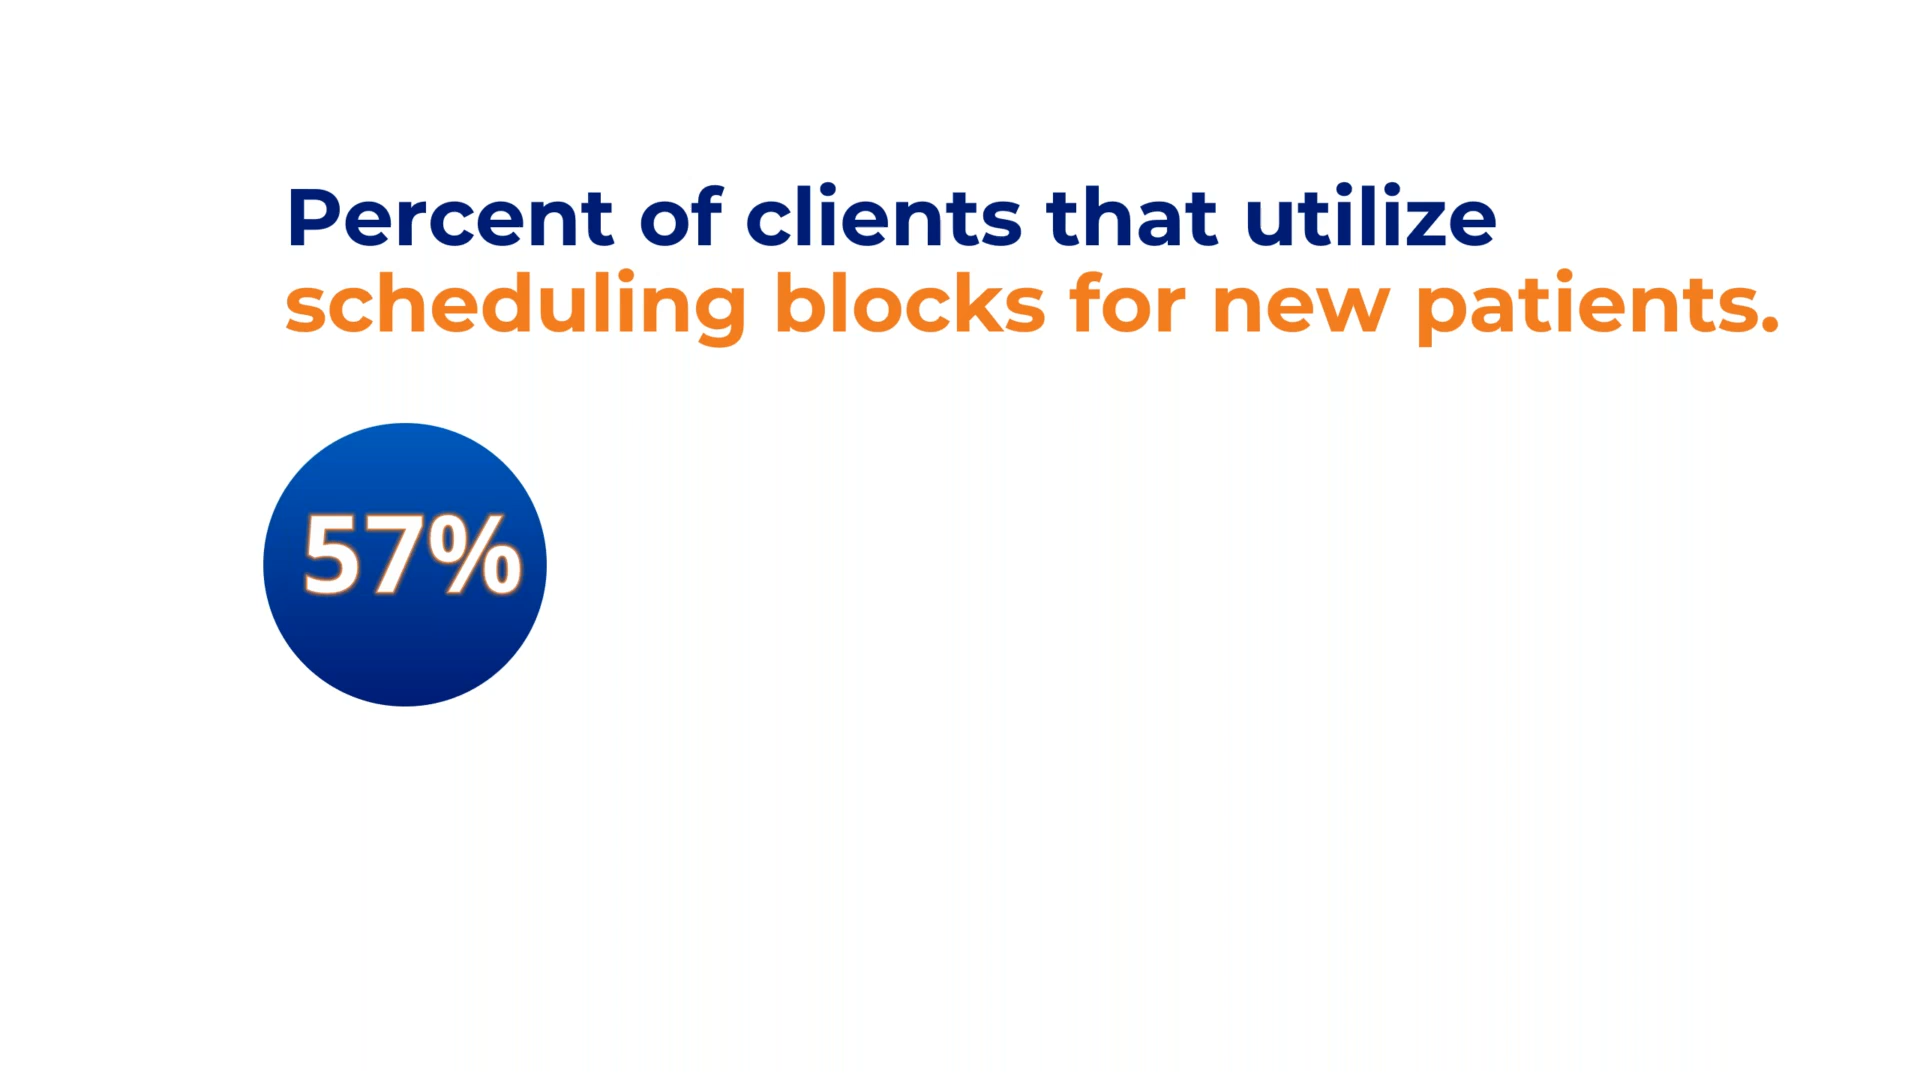 Percent of clients that utilize
scheduling blocks for new patients.
57%